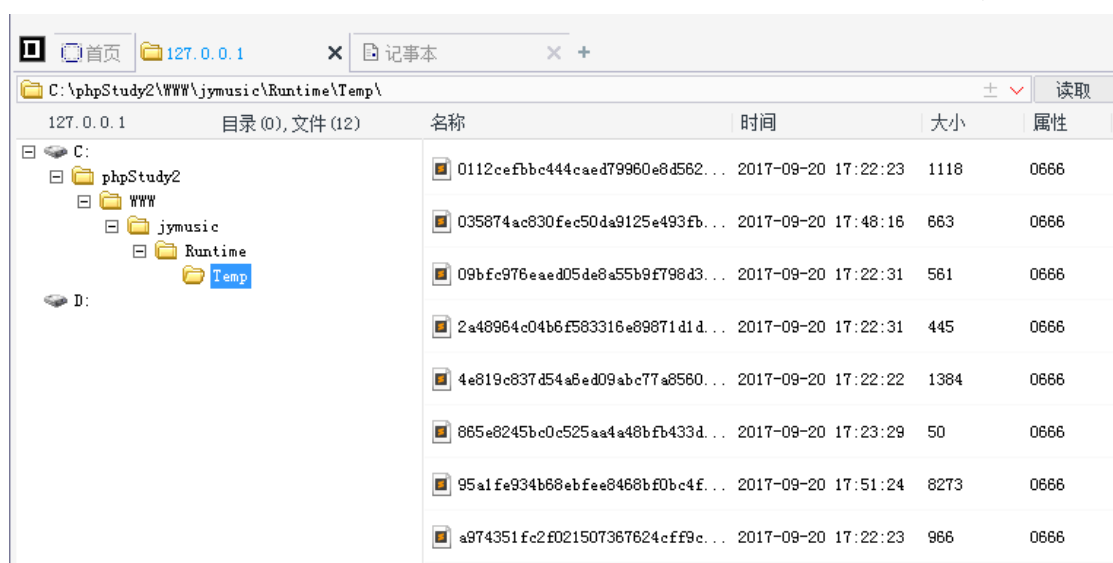 首页 127.0.0.1 记事本
C:\phpStudy2\WWW\jymusic\Runtime\Temp\ 读取
127.0.0.1 目录(0),文件(12) 名称 时间 大小 属性
C:
phpStudy2
WWW
jymusic
Runtime
Temp
D:
0112cefbbc444caed79960e8d562... 2017-09-20 17:22:23 1118 0666
035874ac830fec50da9125e493fb... 2017-09-20 17:48:16 663 0666
09bfc976eaed05de8a55b9f798d3... 2017-09-20 17:22:31 561 0666
2a48964c04b6f583316e89871d1d... 2017-09-20 17:22:31 445 0666
4e819c837d54a6ed09abc77a8560... 2017-09-20 17:22:22 1384 0666
865e8245bc0c525aa4a48bfb433d... 2017-09-20 17:23:29 50 0666
95a1fe934b68ebfee8468bf0bc4f... 2017-09-20 17:51:24 8273 0666
a974351fc2f021507367624cff9c... 2017-09-20 17:22:23 966 0666